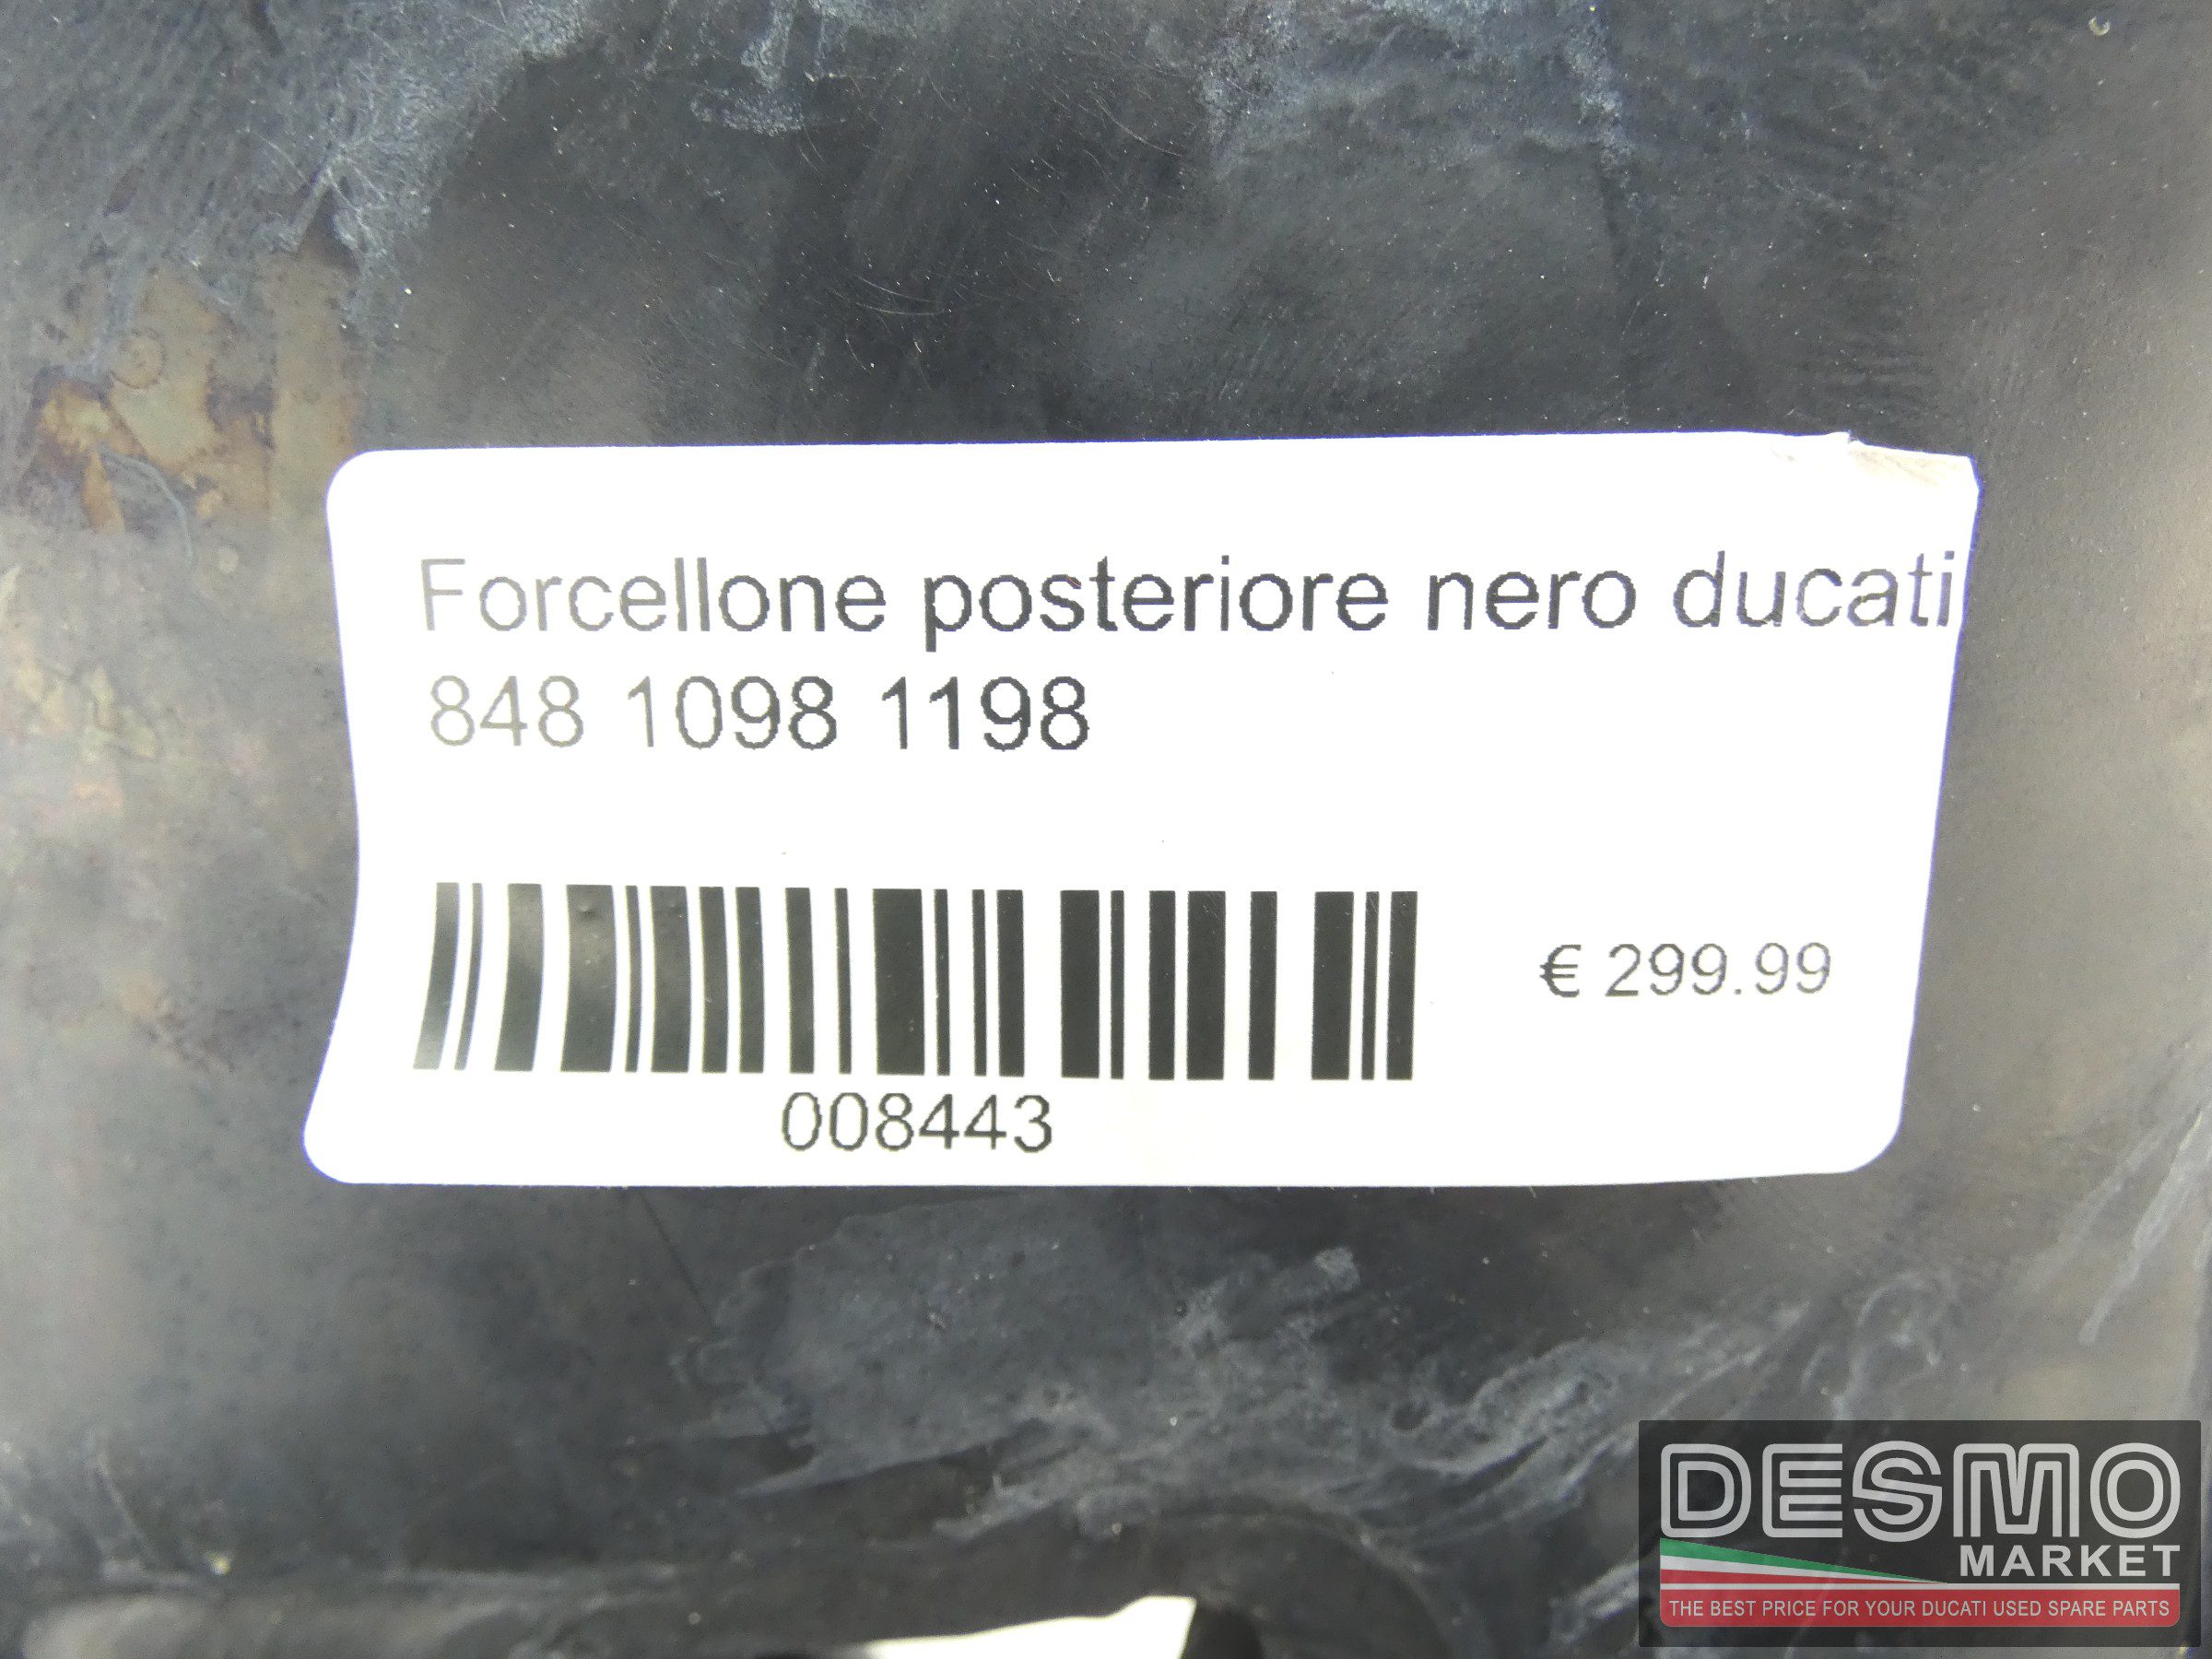 Forcellone posteriore nero ducati
848 1098 1198
€ 299.99
008443
DESMO
MARKET
THE BEST PRICE FOR YOUR DUCATI USED SPARE PARTS